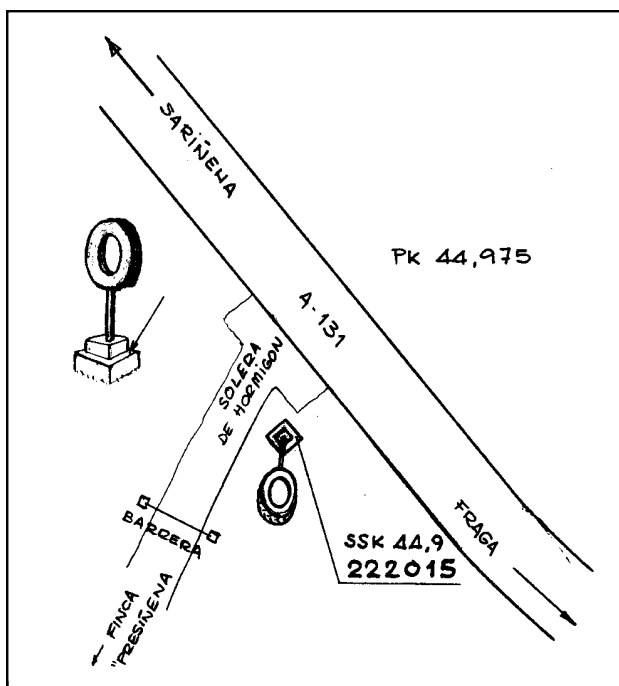 SARIÑENA
PK 44,975
A-131
SOLERA
DE HORMIGON
BARRERA
FRAGA
SSK 44,9
222015
← FINCA
"PRESIÑENA